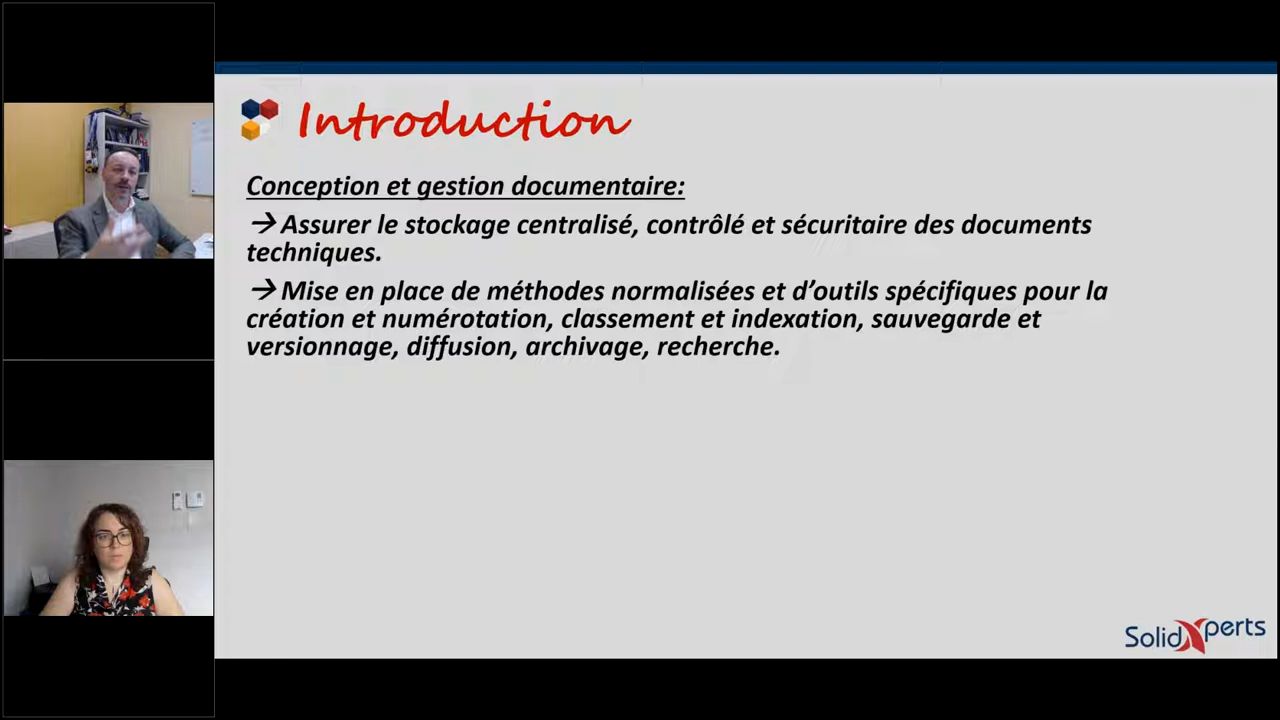 Introduction
Conception et gestion documentaire:
→ Assurer le stockage centralisé, contrôlé et sécuritaire des documents
techniques.
→ Mise en place de méthodes normalisées et d’outils spécifiques pour la
création et numérotation, classement et indexation, sauvegarde et
versionnage, diffusion, archivage, recherche.
SolidXperts